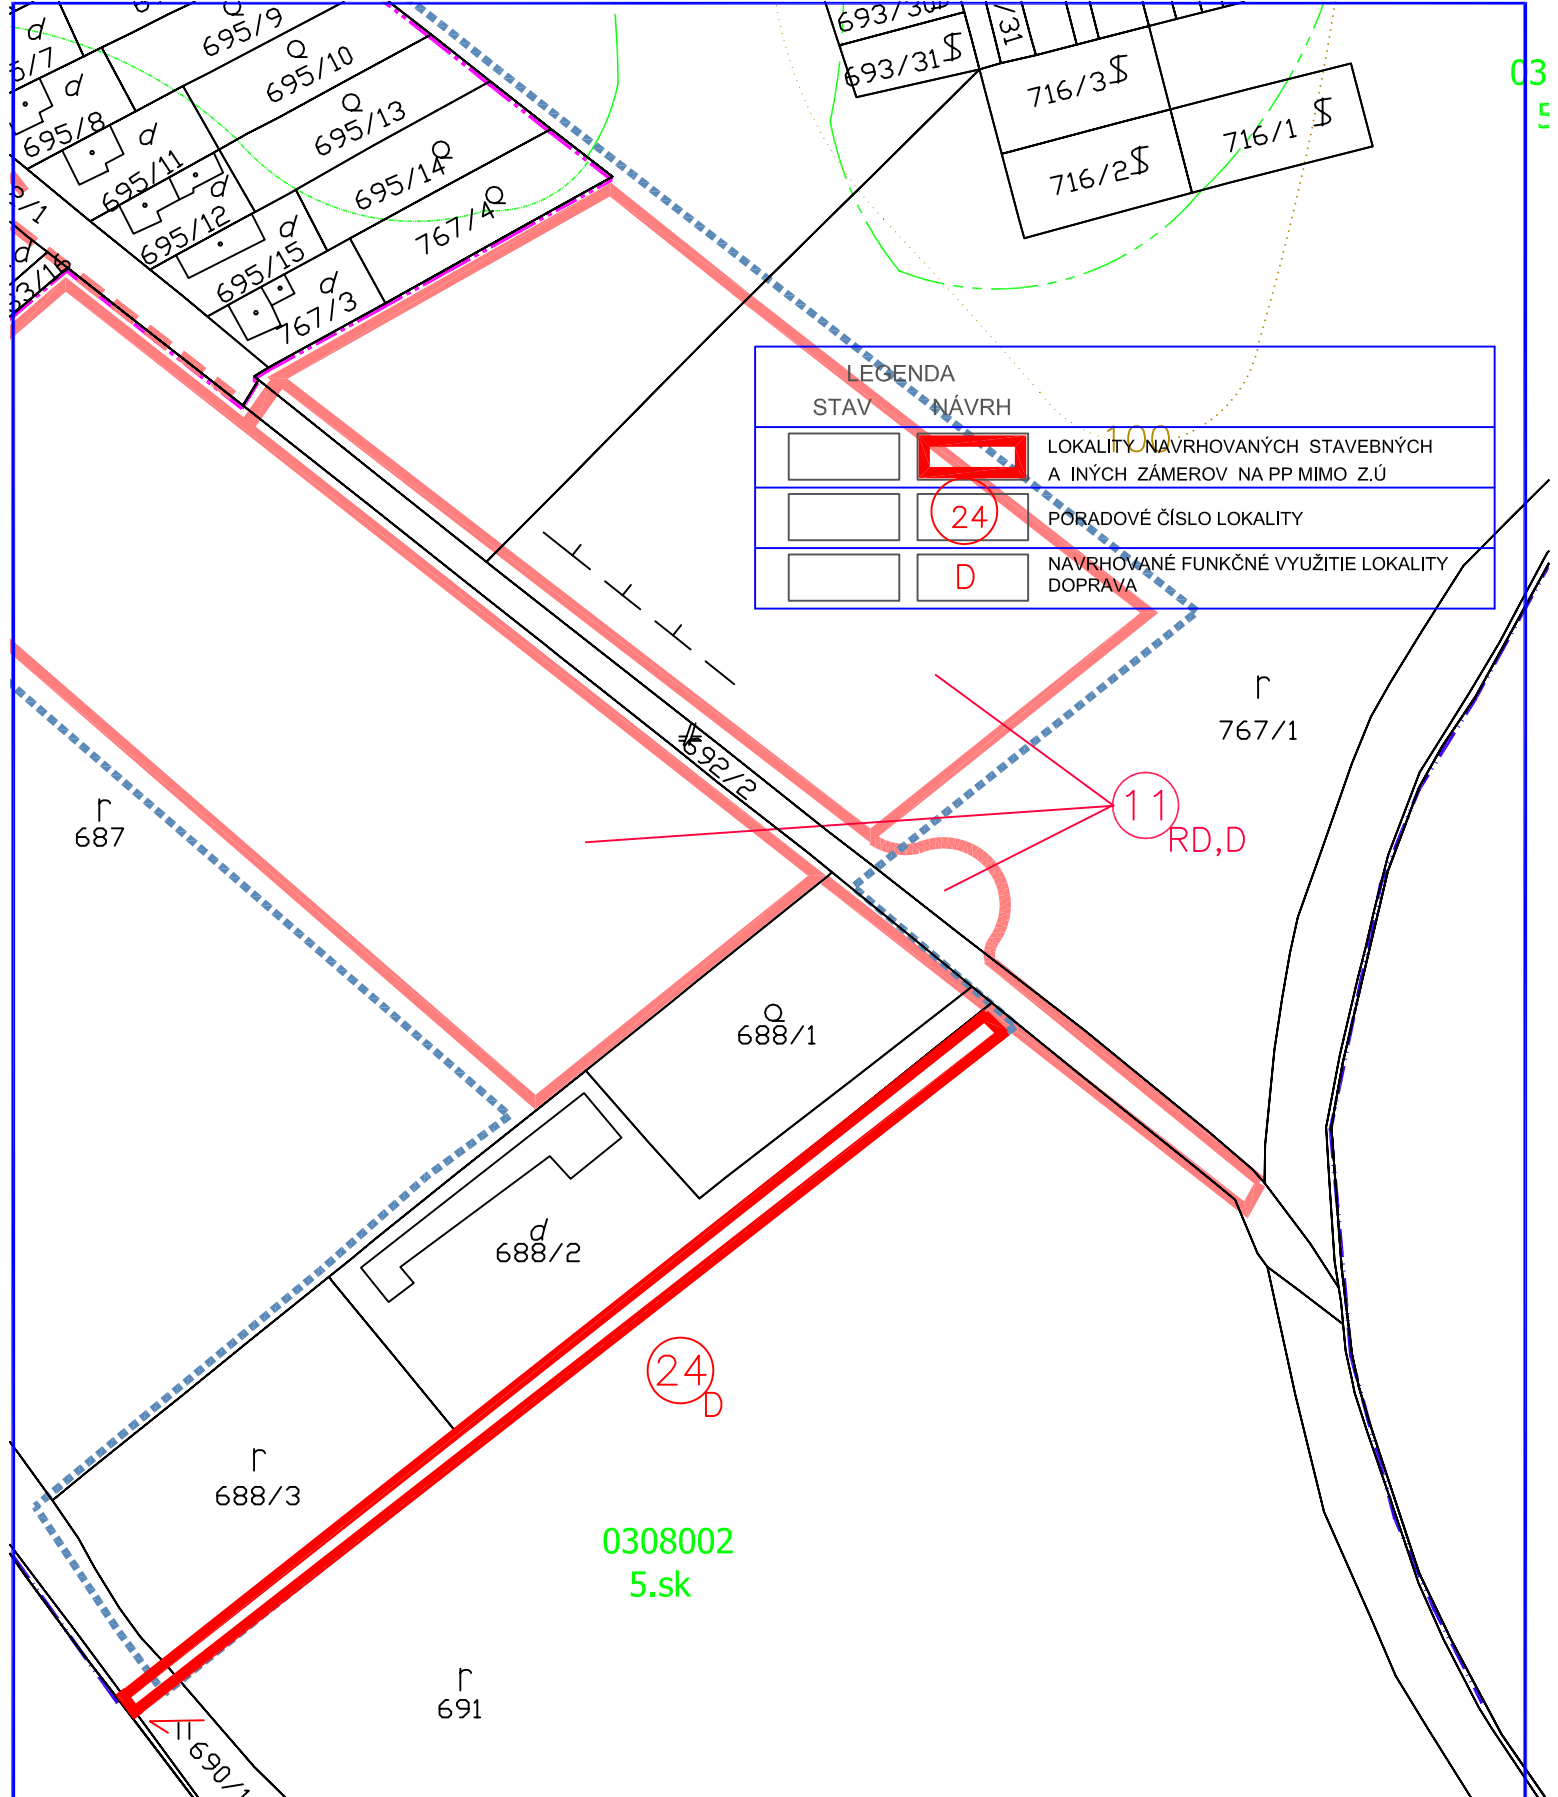 695/9
695/10
695/13
695/14
767/4
695/8
695/11
695/12
695/15
767/3
d
d
d
d
d
693/31
716/3
716/1
716/2
LEGENDA
STAV NÁVRH
LOKALITY NAVRHOVANÝCH STAVEBNÝCH
A INÝCH ZÁMEROV NA PP MIMO Z.Ú
100
24
PORADOVÉ ČÍSLO LOKALITY
D
NAVRHOVANÉ FUNKČNÉ VYUŽITIE LOKALITY
DOPRAVA
r
767/1
692/2
11
RD,D
r
687
688/1
d
688/2
24
D
r
688/3
0308002
5.sk
r
691
690/1